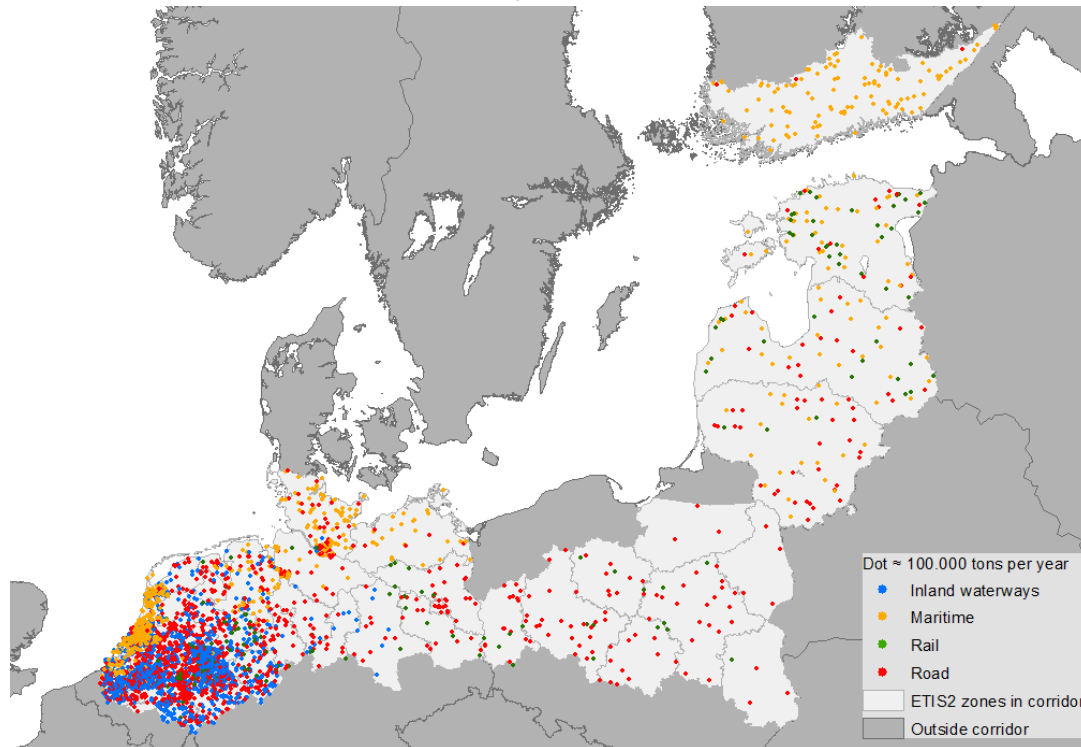 Dot ≈ 100.000 tons per year
Inland waterways
Maritime
Rail
Road
ETIS2 zones in corridor
Outside corridor